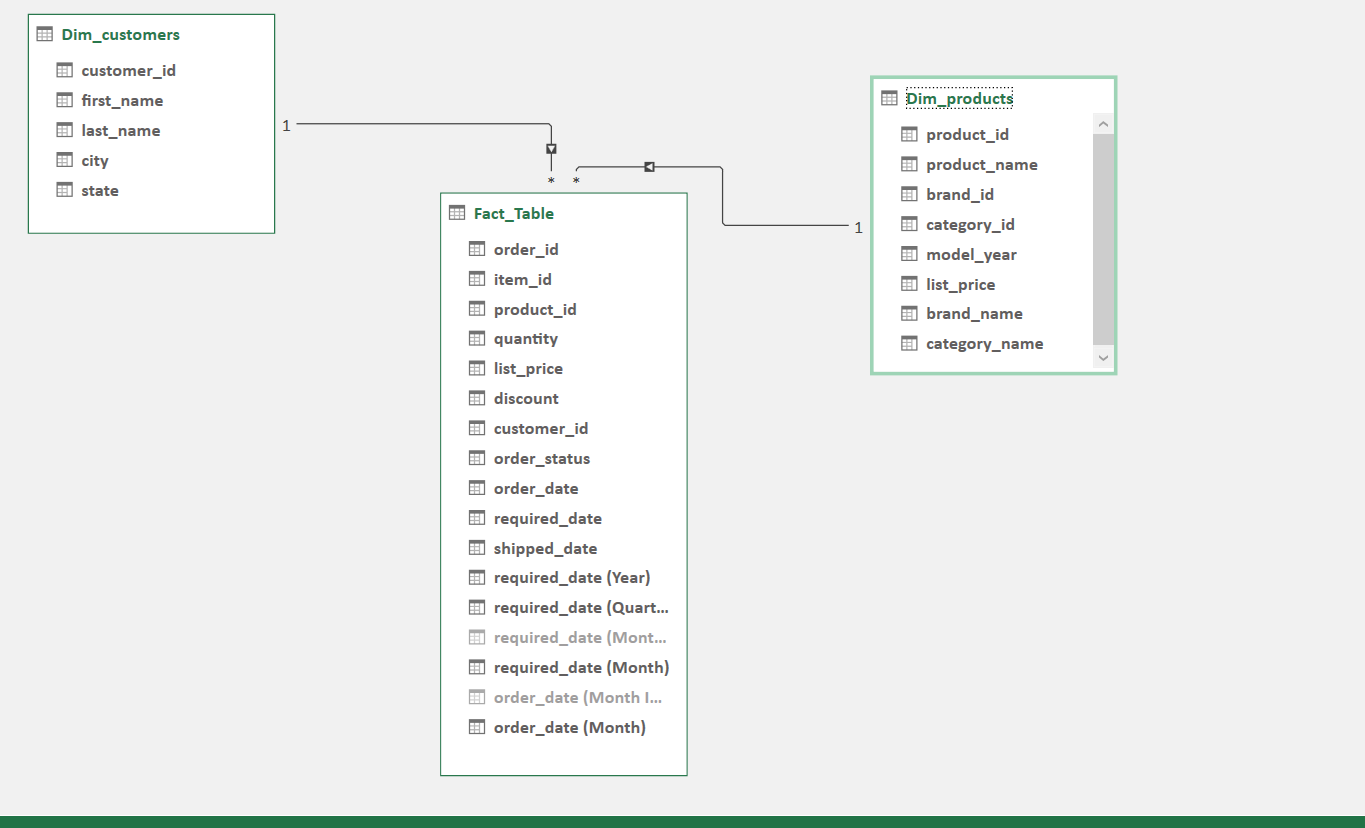 Dim_customers
customer_id
first_name
last_name
city
state
1
*
*
1
Fact_Table
order_id
item_id
product_id
quantity
list_price
discount
customer_id
order_status
order_date
required_date
shipped_date
required_date (Year)
required_date (Quart...
required_date (Mont...
required_date (Month)
order_date (Month I...
order_date (Month)
Dim_products
product_id
product_name
brand_id
category_id
model_year
list_price
brand_name
category_name